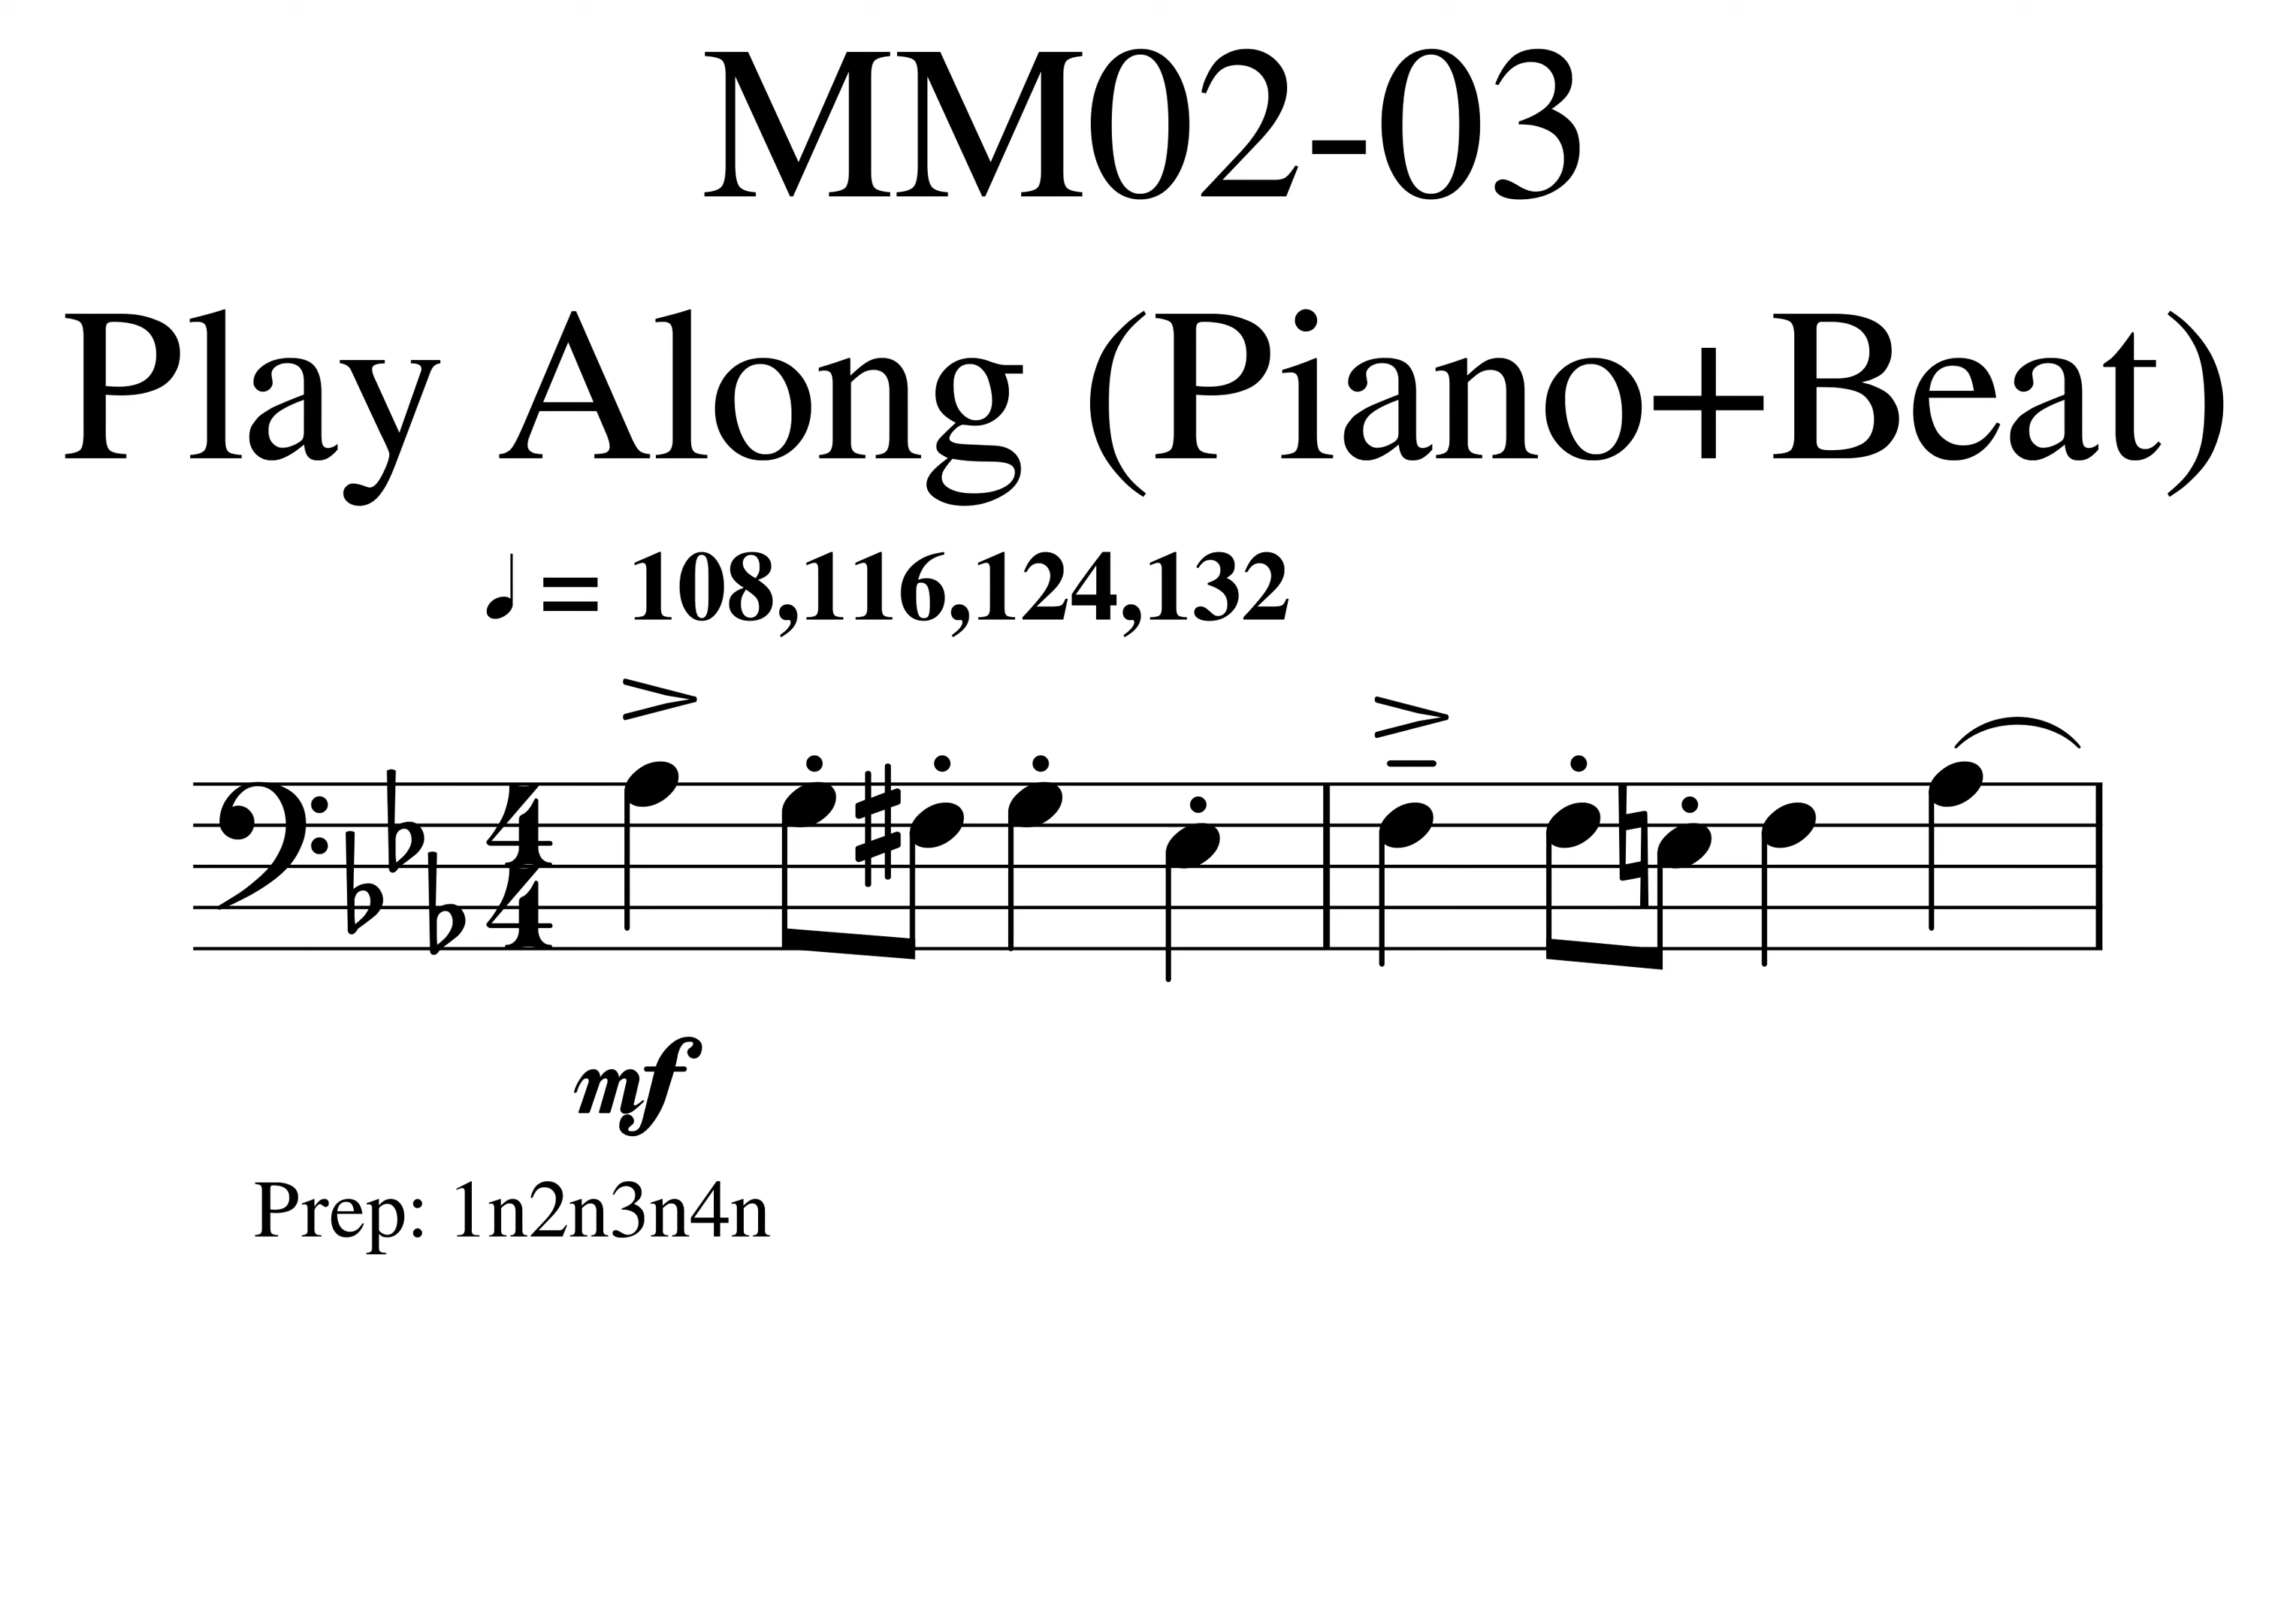 MM02-03
Play Along (Piano+Beat)
♩ = 108,116,124,132
mf
Prep: 1n2n3n4n